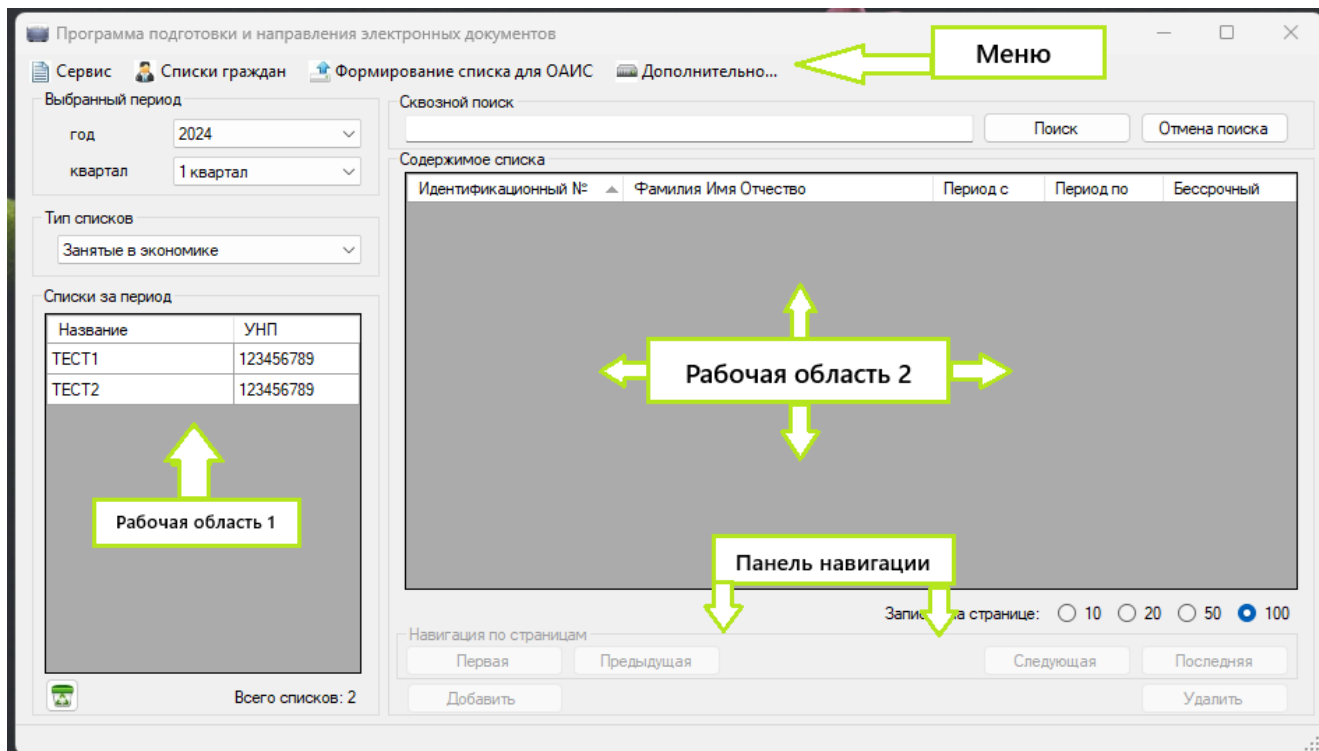 Программа подготовки и направления электронных документов
Меню
Сервис Списки граждан Формирование списка для ОАИС Дополнительно...
Выбранный период
год 2024
квартал 1 квартал
Тип списков
Занятые в экономике
Списки за период
Название УНП
ТЕСТ1 123456789
ТЕСТ2 123456789
Рабочая область 1
Всего списков: 2
Сквозной поиск
Поиск Отмена поиска
Содержимое списка
Идентификационный № Фамилия Имя Отчество Период с Период по Бессрочный
Рабочая область 2
Панель навигации
странице: 10 20 50 100
Навигация по страницам
Первая Предыдущая Следующая Последняя
Добавить Удалить